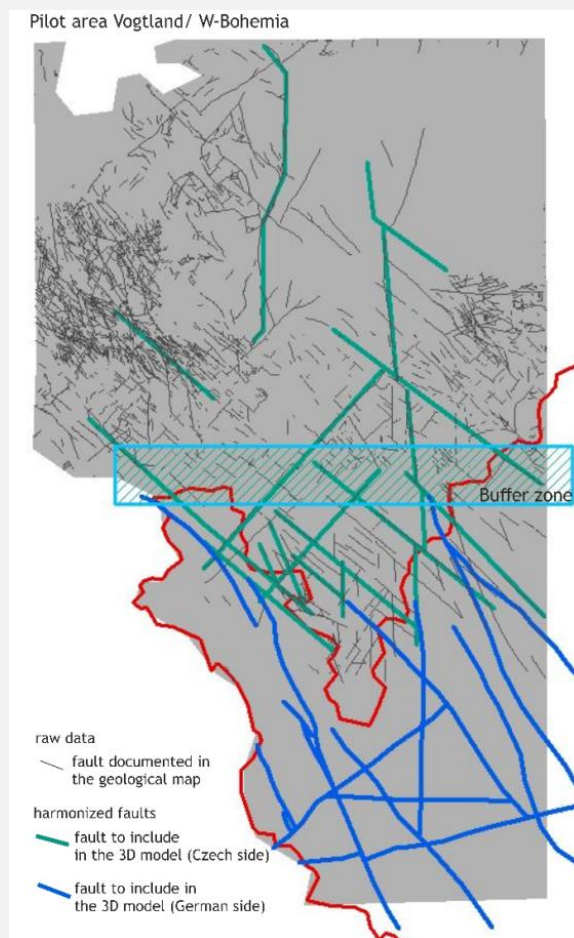 Pilot area Vogtland/ W-Bohemia
Buffer zone
raw data
fault documented in
the geological map
harmonized faults
fault to include
in the 3D model (Czech side)
fault to include in
the 3D model (German side)